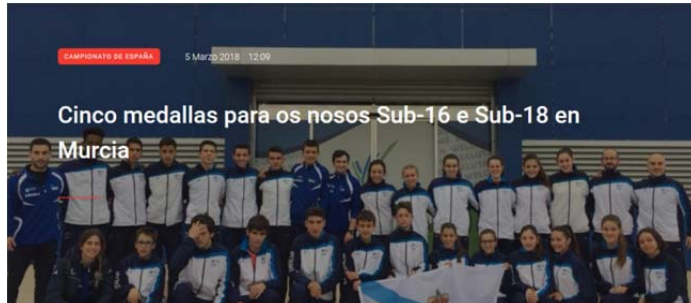 CAMPIONATO DE ESPAÑA 5 Marzo 2018 12:09
Cinco medallas para os nosos Sub-16 e Sub-18 en
Murcia